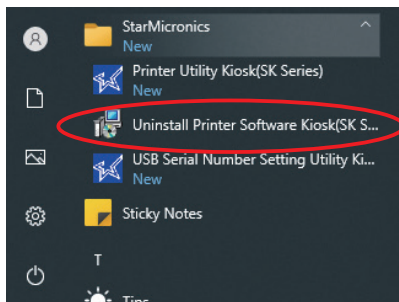 StarMicronics
New
Printer Utility Kiosk(SK Series)
New
Uninstall Printer Software Kiosk(SK S...
USB Serial Number Setting Utility Ki...
New
Sticky Notes
T
Tips